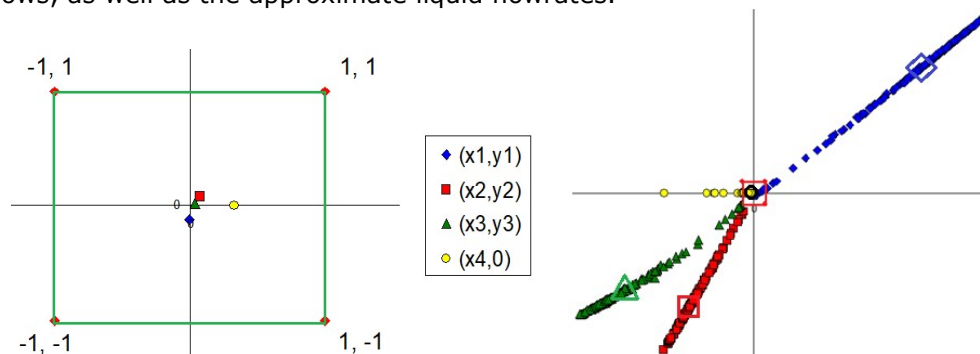 ows, as well as the approximate liquid flowrates.
-1, 1
1, 1
0
0
-1, -1
1, -1
(x1,y1)
(x2,y2)
(x3,y3)
(x4,0)
0